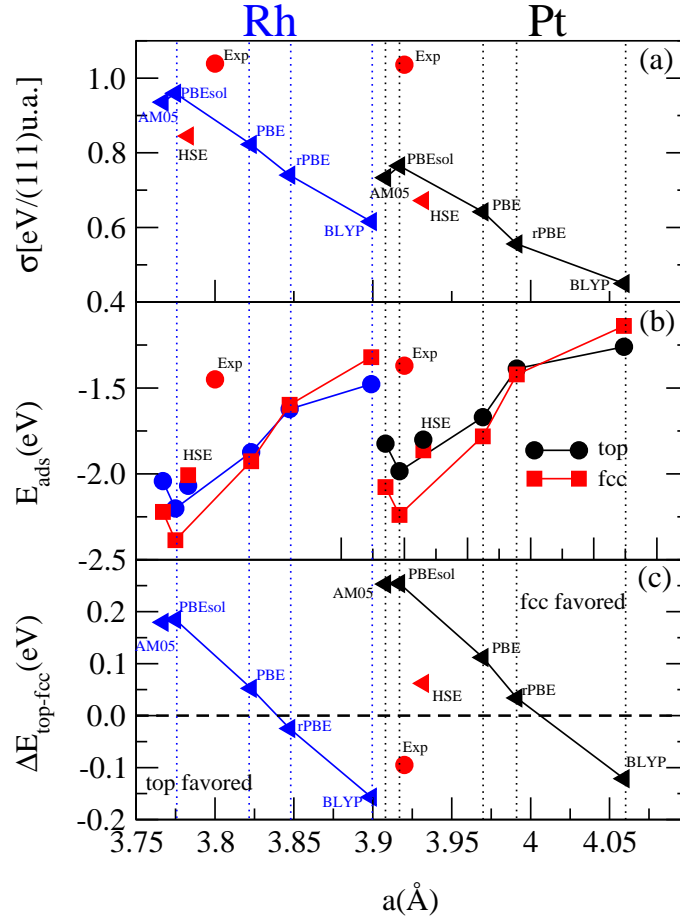 Rh Pt
(a)
Exp Exp
PBEsol
AM05
HSE
PBE
rPBE
BLYP
PBEsol
AM05
HSE
PBE
rPBE
BLYP
σ[eV/(111)u.a.]
1.0
0.8
0.6
0.4
(b)
Exp Exp
HSE HSE
top
fcc
E_ads(eV)
-1.5
-2.0
-2.5
(c)
PBEsol
AM05
PBE
rPBE
BLYP
AM05
PBEsol
fcc favored
PBE
HSE
rPBE
Exp
BLYP
top favored
ΔE_top-fcc(eV)
0.2
0.1
0.0
-0.1
-0.2
3.75 3.8 3.85 3.9 3.95 4 4.05
a(Å)